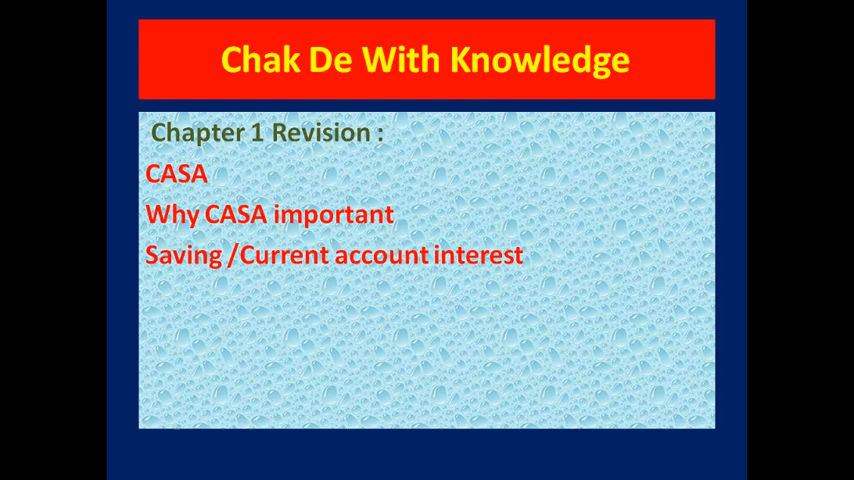 Chak De With Knowledge
Chapter 1 Revision :
CASA
Why CASA important
Saving /Current account interest